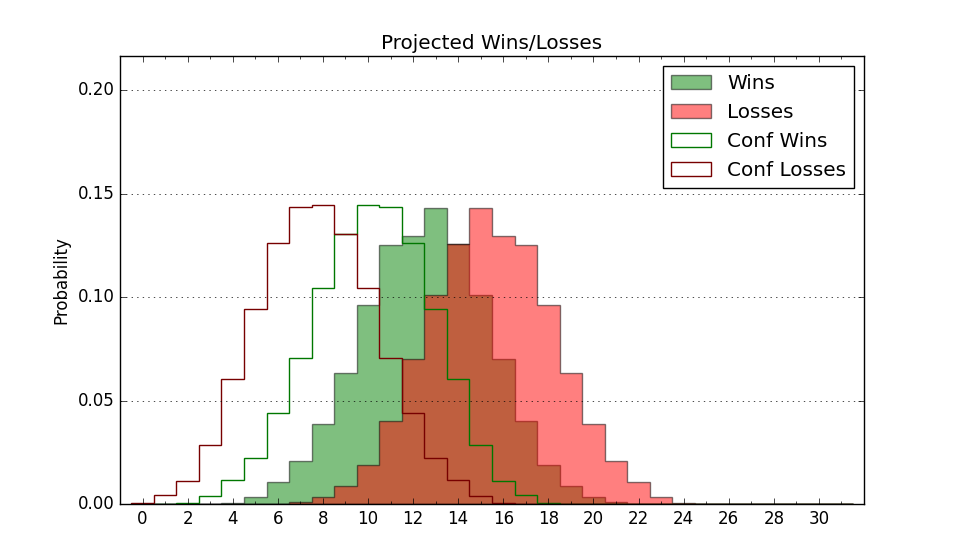 Projected Wins/Losses
Wins
Losses
Conf Wins
Conf Losses
Probability
0.20
0.15
0.10
0.05
0.00
0 2 4 6 8 10 12 14 16 18 20 22 24 26 28 30